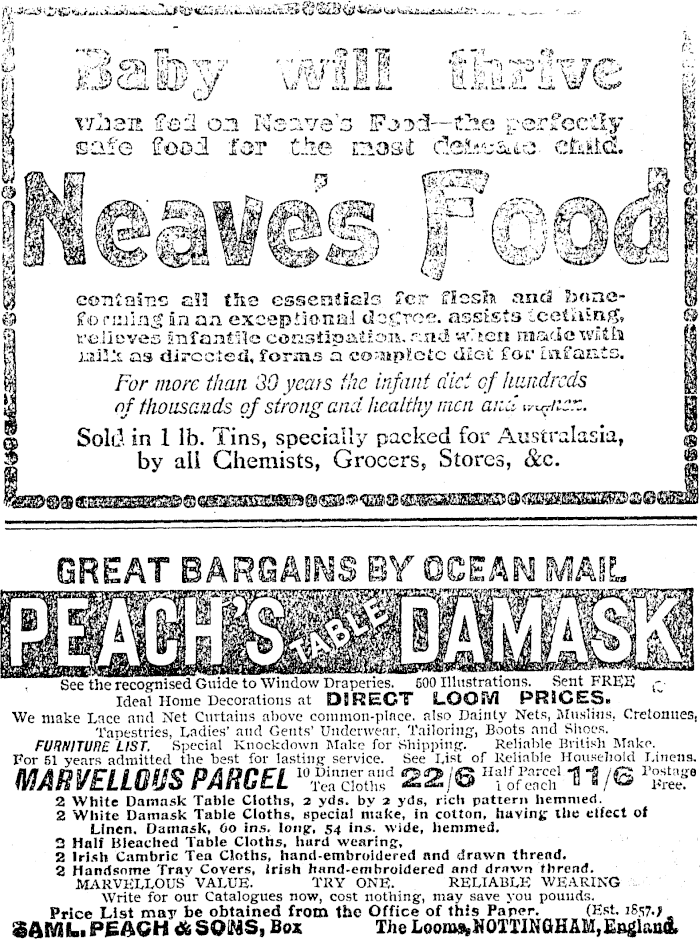 Baby will thrive
when fed on Neave's Food—the perfectly
safe food for the most delicate child.
Neave's Food
contains all the essentials for flesh and bone-
forming in an exceptional degree, assists teething,
relieves infantile constipation, and when made with
milk as directed, forms a complete diet for infants.
For more than 80 years the infant diet of hundreds
of thousands of strong and healthy men and women.
Sold in 1 lb. Tins, specially packed for Australasia,
by all Chemists, Grocers, Stores, &c.
GREAT BARGAINS BY OCEAN MAIL
PEACH'S TABLE DAMASK
See the recognised Guide to Window Draperies. 500 Illustrations. Sent FREE
Ideal Home Decorations at DIRECT LOOM PRICES.
We make Lace and Net Curtains above common-place, also Dainty Nets, Muslins, Cretonnes,
Tapestries, Ladies' and Gents' Underwear, Tailoring, Boots and Shoes.
FURNITURE LIST. Special Knockdown Make for Shipping. Reliable British Make.
For 51 years admitted the best for lasting service. See List of Reliable Household Linens.
MARVELLOUS PARCEL 10 Dinner and Tea Cloths 22/6 Half Parcel 1 of each 11/6 Postage Free.
2 White Damask Table Cloths, 2 yds. by 2 yds, rich pattern hemmed.
2 White Damask Table Cloths, special make, in cotton, having the effect of
Linen, Damask, 60 ins. long, 54 ins. wide, hemmed.
2 Half Bleached Table Cloths, hard wearing,
2 Irish Cambric Tea Cloths, hand-embroidered and drawn thread.
2 Handsome Tray Covers, Irish hand-embroidered and drawn thread.
MARVELLOUS VALUE. TRY ONE. RELIABLE WEARING
Write for our Catalogues now, cost nothing, may save you pounds.
Price List may be obtained from the Office of this Paper. (Est. 1857.)
SAML. PEACH & SONS, Box The Looms, NOTTINGHAM, England.